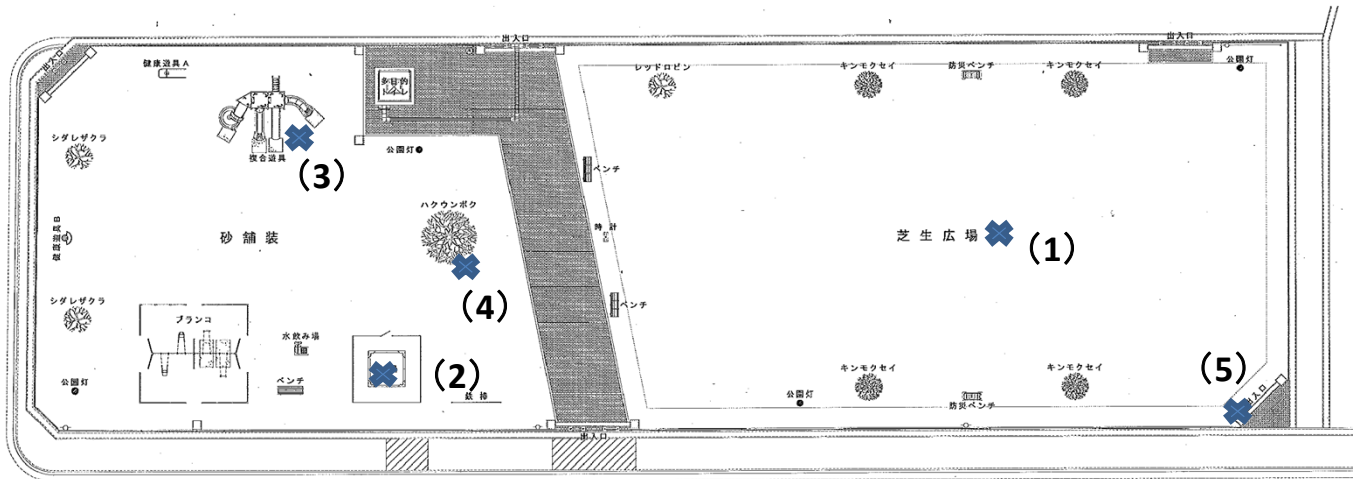 出入口
出入口
出入口
健康遊具A
多目的
トイレ
レッドロビン
キンモクセイ
防災ベンチ
キンモクセイ
公園灯
シダレザクラ
複合遊具
(3)
公園灯
ベンチ
ハクウンボク
健康遊具B
砂舗装
時計
芝生広場
(1)
(4)
シダレザクラ
ブランコ
水飲み場
ベンチ
(2)
公園灯
ベンチ
鉄棒
キンモクセイ
キンモクセイ
(5)
公園灯
防災ベンチ
出入口
出入口